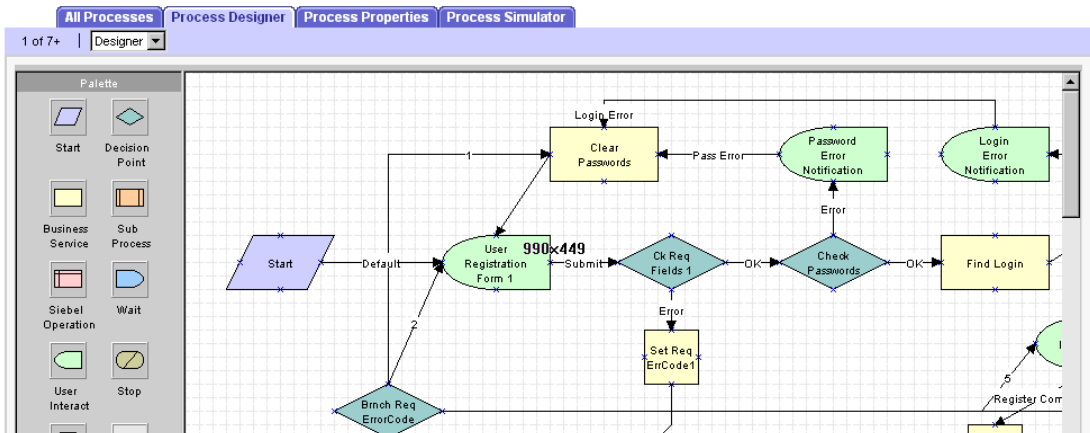 All Processes Process Designer Process Properties Process Simulator
1 of 7+ | Designer
Palette
Start
Decision
Point
Business
Service
Sub
Process
Siebel
Operation
Wait
User
Interact
Stop
Login Error
Clear
Passwords
Pass Error
Password
Error
Notification
Login
Error
Notification
1
Error
Start
Default
User
Registration
Form 1
990×449
Submit
Ck Req
Fields 1
OK
Check
Passwords
OK
Find Login
Error
2
Set Req
ErrCode1
5
Register Com
Brnch Req
ErrorCode